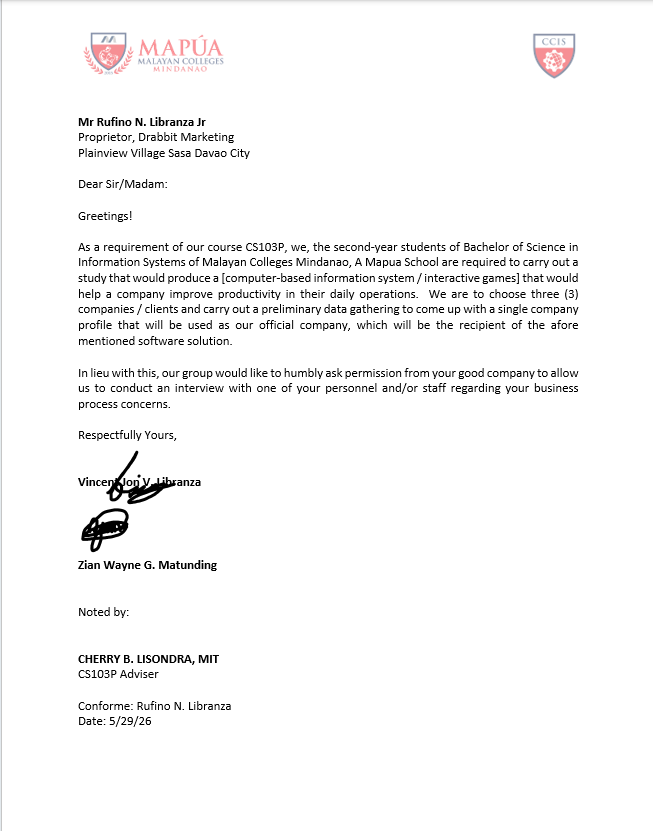 MAPÚA
MALAYAN COLLEGES
MINDANAO
CCIS
Mr Rufino N. Libranza Jr
Proprietor, Drabbit Marketing
Plainview Village Sasa Davao City
Dear Sir/Madam:
Greetings!
As a requirement of our course CS103P, we, the second-year students of Bachelor of Science in
Information Systems of Malayan Colleges Mindanao, A Mapua School are required to carry out a
study that would produce a [computer-based information system / interactive games] that would
help a company improve productivity in their daily operations. We are to choose three (3)
companies / clients and carry out a preliminary data gathering to come up with a single company
profile that will be used as our official company, which will be the recipient of the afore
mentioned software solution.
In lieu with this, our group would like to humbly ask permission from your good company to allow
us to conduct an interview with one of your personnel and/or staff regarding your business
process concerns.
Respectfully Yours,
Vincent Jon V. Libranza
Zian Wayne G. Matunding
Noted by:
CHERRY B. LISONDRA, MIT
CS103P Adviser
Conforme: Rufino N. Libranza
Date: 5/29/26